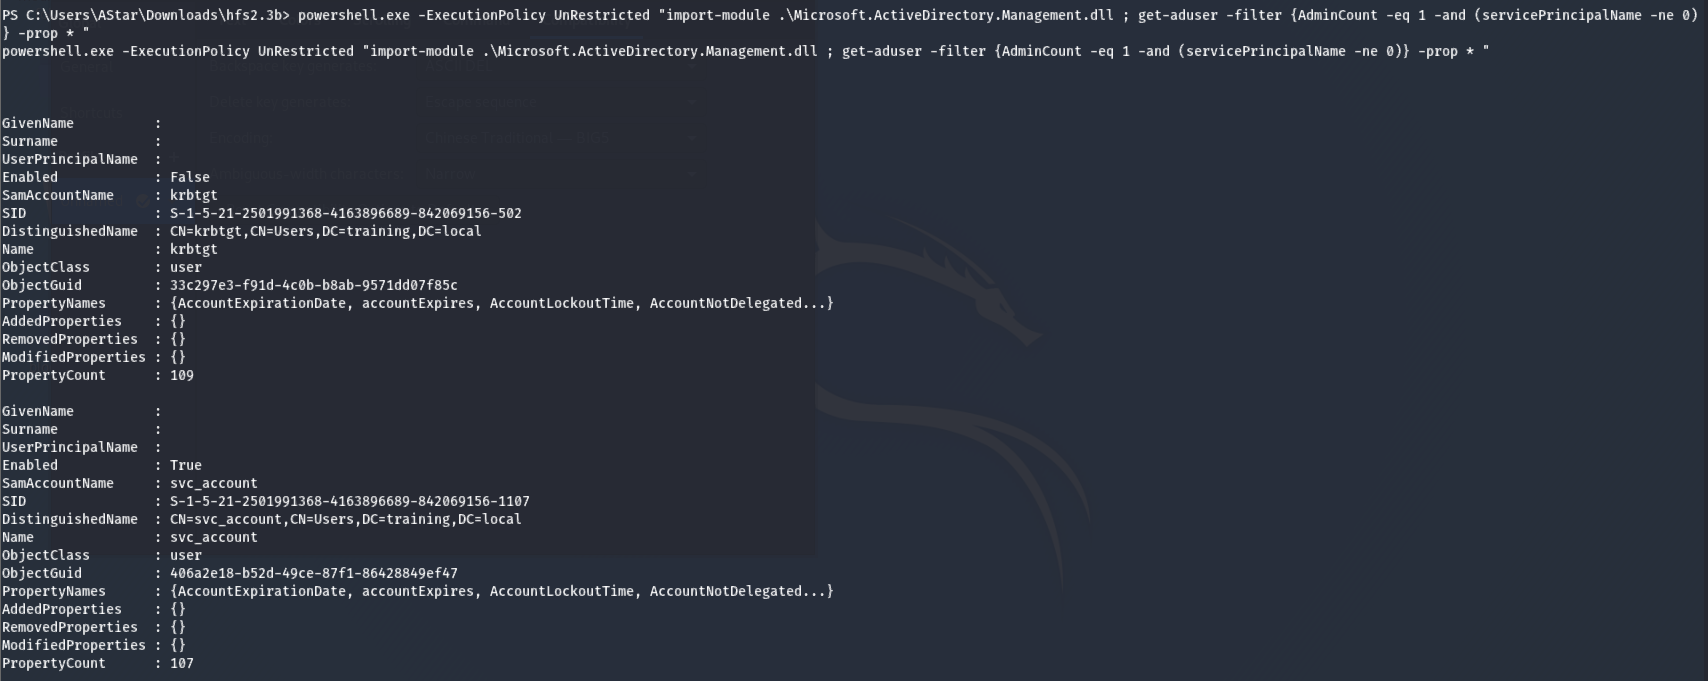 PS C:\Users\AStar\Downloads\hfs2.3b> powershell.exe -ExecutionPolicy UnRestricted "import-module .\Microsoft.ActiveDirectory.Management.dll ; get-aduser -filter {AdminCount -eq 1 -and (servicePrincipalName -ne 0)
} -prop * "
powershell.exe -ExecutionPolicy UnRestricted "import-module .\Microsoft.ActiveDirectory.Management.dll ; get-aduser -filter {AdminCount -eq 1 -and (servicePrincipalName -ne 0)} -prop * "
GivenName          :
Surname            :
UserPrincipalName  :
Enabled            : False
SamAccountName     : krbtgt
SID                : S-1-5-21-2501991368-4163896689-842069156-502
DistinguishedName  : CN=krbtgt,CN=Users,DC=training,DC=local
Name               : krbtgt
ObjectClass        : user
ObjectGuid         : 33c297e3-f91d-4c0b-b8ab-9571dd07f85c
PropertyNames      : {AccountExpirationDate, accountExpires, AccountLockoutTime, AccountNotDelegated...}
AddedProperties    : {}
RemovedProperties  : {}
ModifiedProperties : {}
PropertyCount      : 109
GivenName          :
Surname            :
UserPrincipalName  :
Enabled            : True
SamAccountName     : svc_account
SID                : S-1-5-21-2501991368-4163896689-842069156-1107
DistinguishedName  : CN=svc_account,CN=Users,DC=training,DC=local
Name               : svc_account
ObjectClass        : user
ObjectGuid         : 406a2e18-b52d-49ce-87f1-86428849ef47
PropertyNames      : {AccountExpirationDate, accountExpires, AccountLockoutTime, AccountNotDelegated...}
AddedProperties    : {}
RemovedProperties  : {}
ModifiedProperties : {}
PropertyCount      : 107